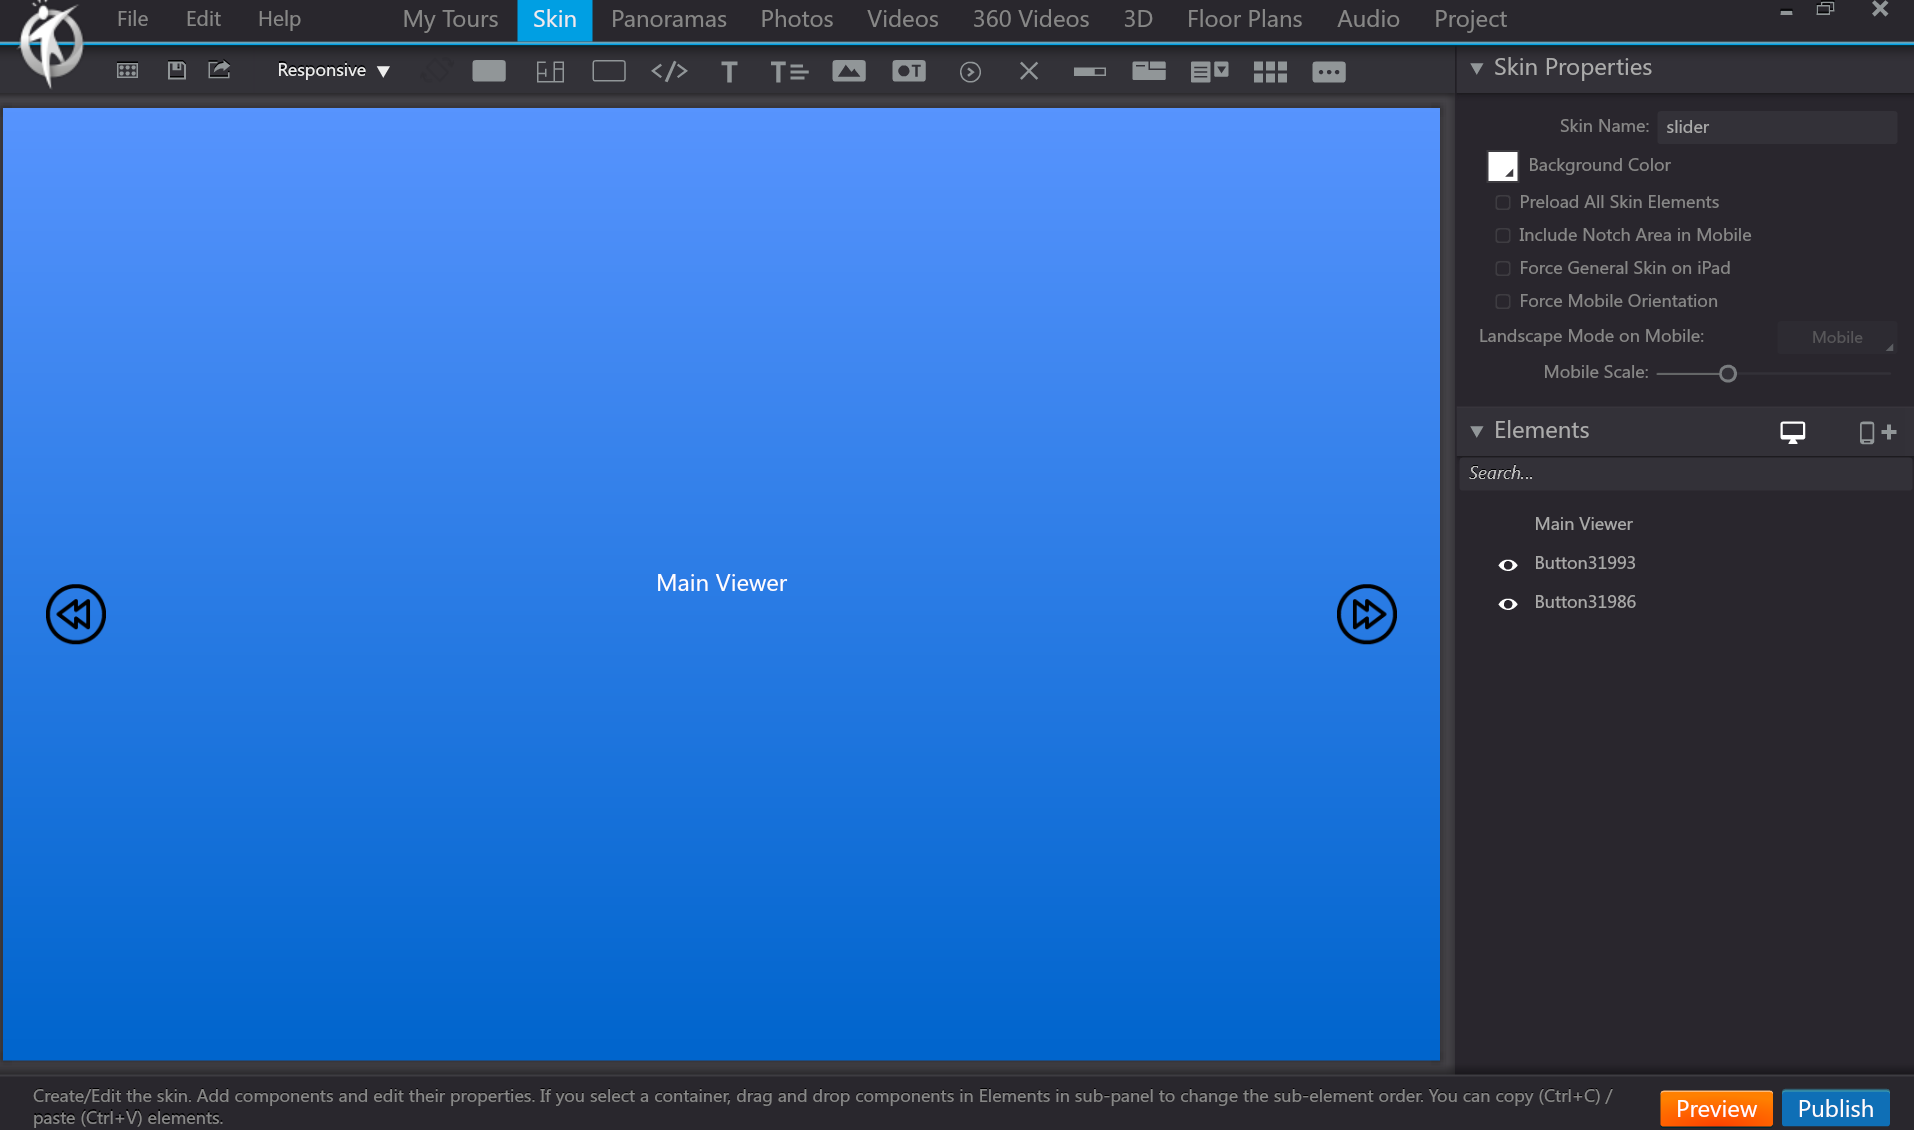 File Edit Help My Tours Skin Panoramas Photos Videos 360 Videos 3D Floor Plans Audio Project
Responsive
Skin Properties
Skin Name: slider
Background Color
Preload All Skin Elements
Include Notch Area in Mobile
Force General Skin on iPad
Force Mobile Orientation
Landscape Mode on Mobile: Mobile
Mobile Scale:
Elements
Search...
Main Viewer
Button31993
Button31986
Main Viewer
Create/Edit the skin. Add components and edit their properties. If you select a container, drag and drop components in Elements in sub-panel to change the sub-element order. You can copy (Ctrl+C) /
paste (Ctrl+V) elements.
Preview Publish